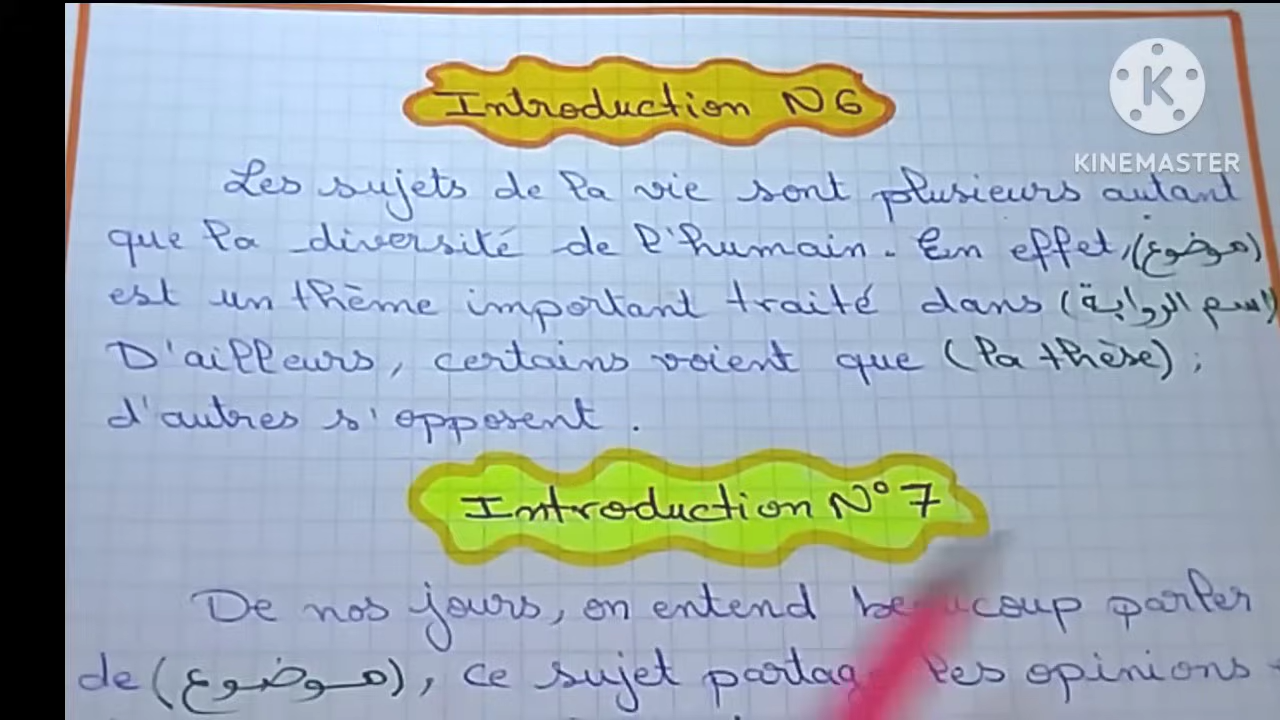 Introduction N 6
KINEMASTER
Les sujets de la vie sont plusieurs autant
que la diversité de l'humain. En effet, (موضوع)
est un thème important traité dans (اسم الرواية)
D'ailleurs, certains voient que (la thèse);
d'autres s'opposent.
Introduction N° 7
De nos jours, on entend beaucoup parler
de (موضوع), ce sujet les opinions